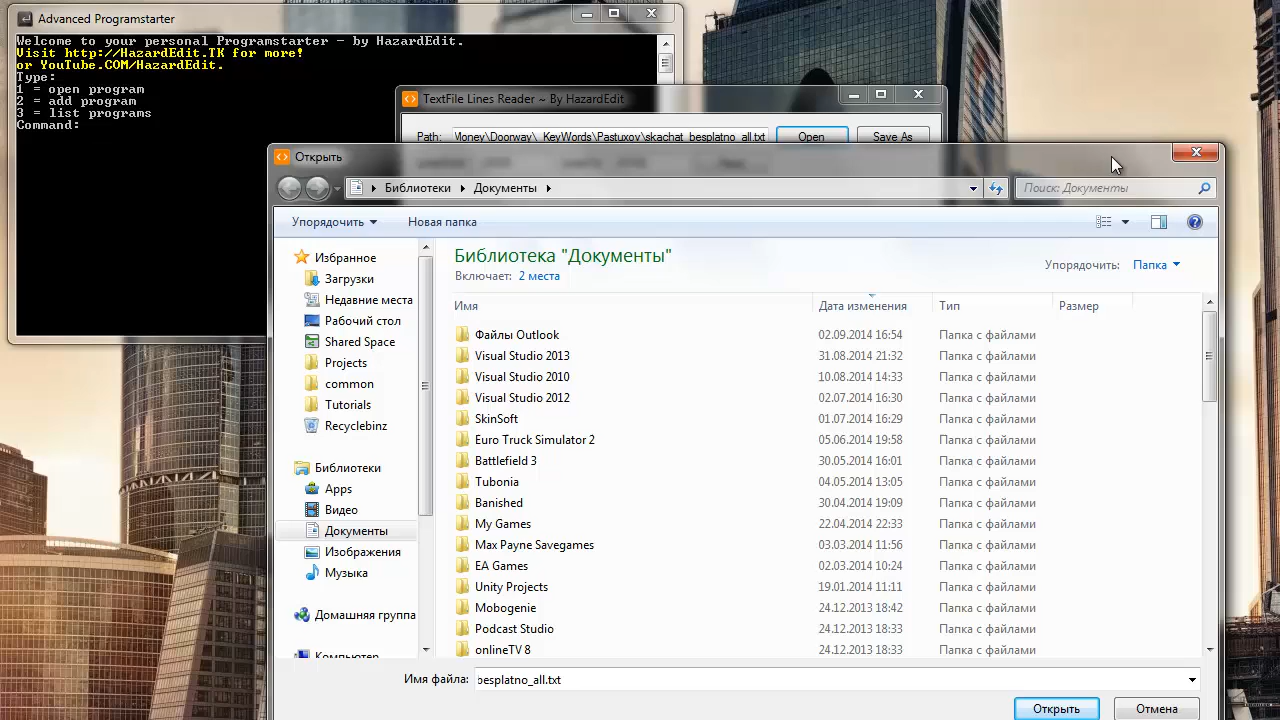 Advanced Programstarter
Welcome to your personal Programstarter - by HazardEdit.
Visit http://HazardEdit.TK for more!
or YouTube.COM/HazardEdit.
Type:
1 = open program
2 = add program
3 = list programs
Command:
TextFile Lines Reader ~ By HazardEdit
Path: Money\Doorway\_KeyWords\Pastuxov\skachat_besplatno_all.txt Open Save As
Открыть
Библиотеки Документы Поиск: Документы
Упорядочить Новая папка
Библиотека "Документы"
Включает: 2 места Упорядочить: Папка
Имя Дата изменения Тип Размер
Избранное
Загрузки
Недавние места
Рабочий стол
Shared Space
Projects
common
Tutorials
Recyclebinz
Библиотеки
Apps
Видео
Документы
Изображения
Музыка
Домашняя группа
Компьютер
Файлы Outlook 02.09.2014 16:54 Папка с файлами
Visual Studio 2013 31.08.2014 21:32 Папка с файлами
Visual Studio 2010 10.08.2014 14:33 Папка с файлами
Visual Studio 2012 02.07.2014 16:30 Папка с файлами
SkinSoft 01.07.2014 16:29 Папка с файлами
Euro Truck Simulator 2 05.06.2014 19:58 Папка с файлами
Battlefield 3 30.05.2014 16:01 Папка с файлами
Tubonia 04.05.2014 13:05 Папка с файлами
Banished 30.04.2014 19:09 Папка с файлами
My Games 22.04.2014 22:33 Папка с файлами
Max Payne Savegames 03.03.2014 11:56 Папка с файлами
EA Games 02.03.2014 10:24 Папка с файлами
Unity Projects 19.01.2014 11:11 Папка с файлами
Mobogenie 24.12.2013 18:42 Папка с файлами
Podcast Studio 24.12.2013 18:33 Папка с файлами
onlineTV 8 24.12.2013 18:33 Папка с файлами
Имя файла: besplatno_all.txt
Открыть Отмена